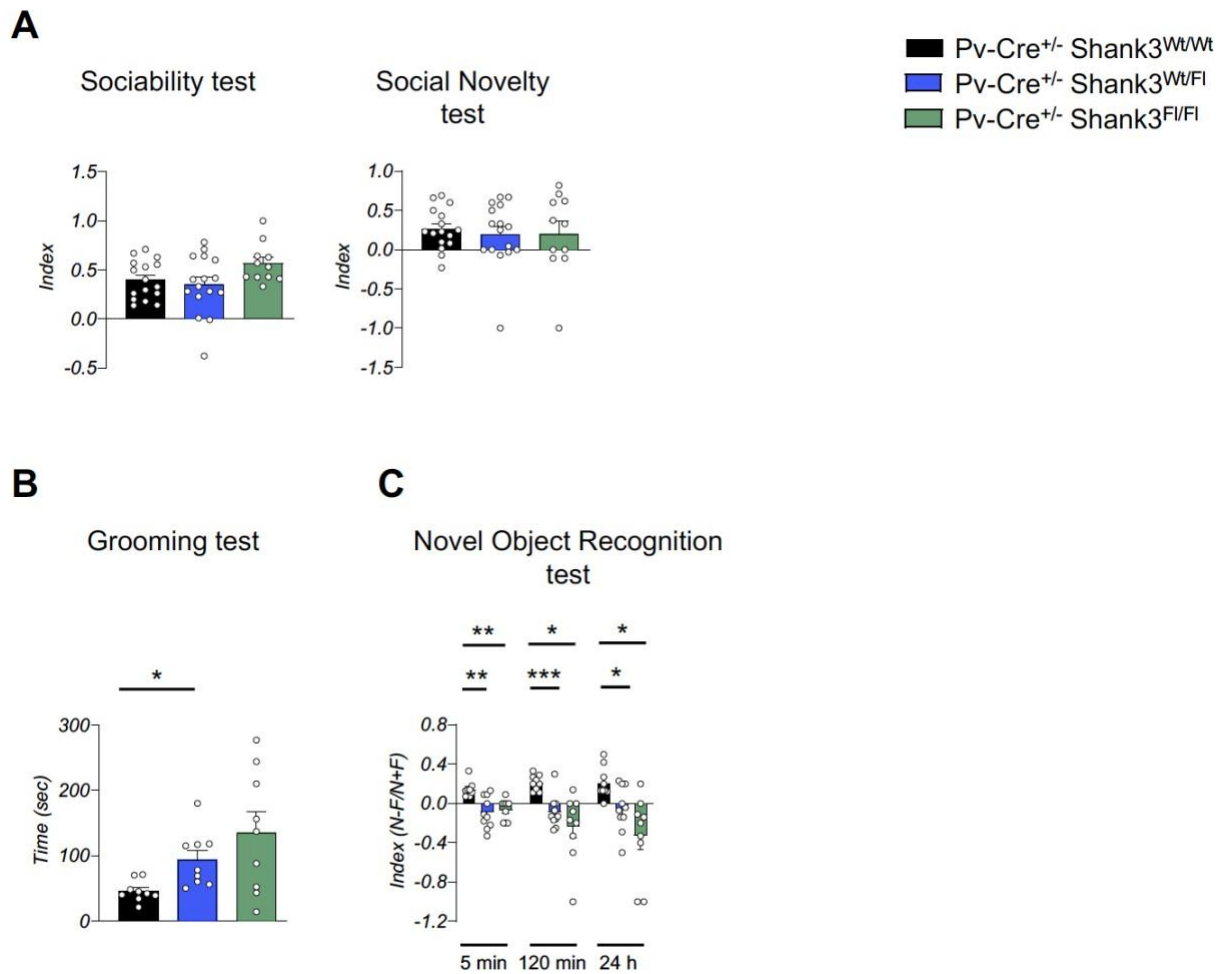 A
Sociability test
Social Novelty
test
Pv-Cre+/- Shank3Wt/Wt
Pv-Cre+/- Shank3Wt/Fl
Pv-Cre+/- Shank3Fl/Fl
1.5
1.0
0.5
0.0
-0.5
Index
1.0
0.5
0.0
-0.5
-1.0
-1.5
Index
B
Grooming test
*
300
200
100
0
Time (sec)
C
Novel Object Recognition
test
** * *
** *** *
0.8
0.4
0.0
-0.4
-0.8
-1.2
Index (N-F/N+F)
5 min 120 min 24 h